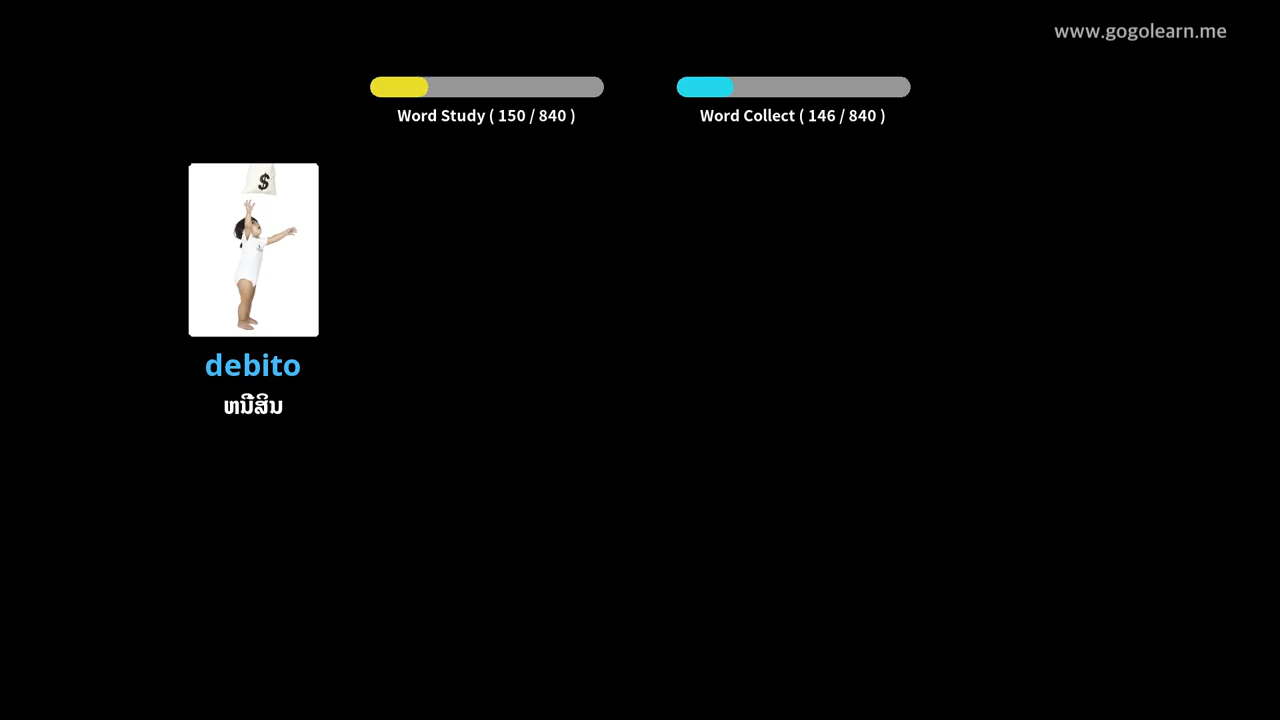 www.gogolearn.me
Word Study ( 150 / 840 )
Word Collect ( 146 / 840 )
$
debito
ຫນີ້ສິນ